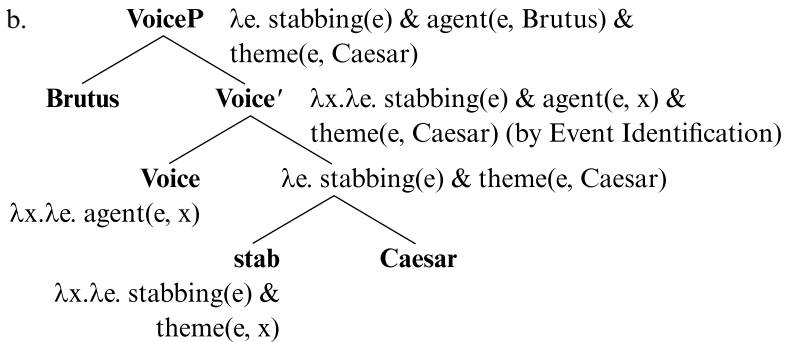 b. VoiceP λe. stabbing(e) & agent(e, Brutus) &
theme(e, Caesar)
Brutus Voice′ λx.λe. stabbing(e) & agent(e, x) &
theme(e, Caesar) (by Event Identification)
Voice λe. stabbing(e) & theme(e, Caesar)
λx.λe. agent(e, x)
stab Caesar
λx.λe. stabbing(e) &
theme(e, x)